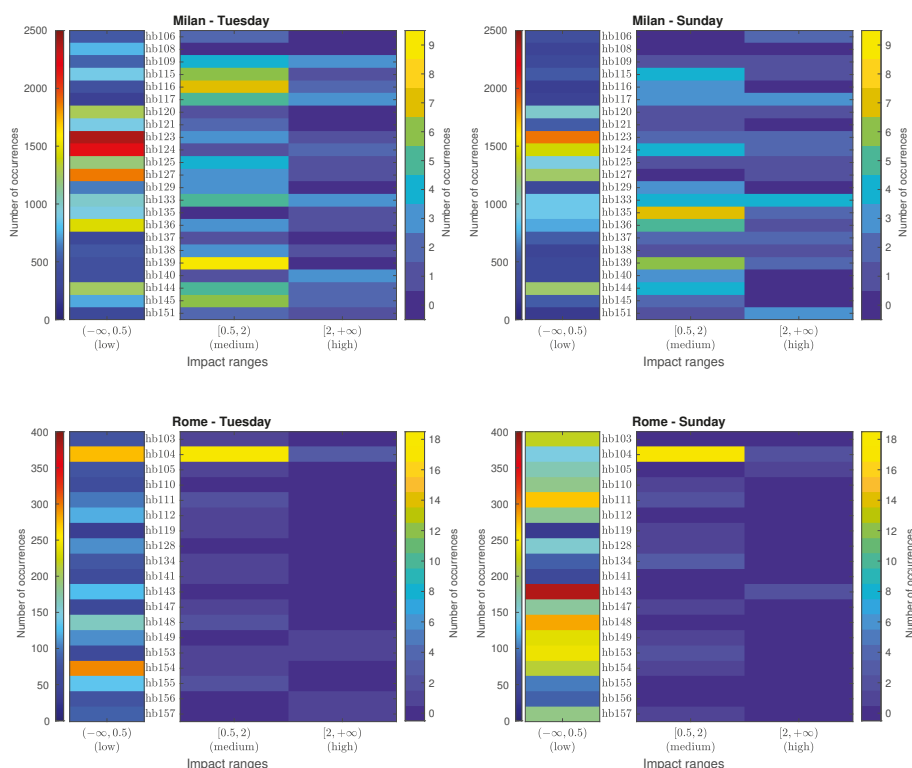 Milan - Tuesday
Number of occurrences
2500
2000
1500
1000
500
0
hb106
hb108
hb109
hb115
hb116
hb117
hb120
hb121
hb123
hb124
hb125
hb127
hb129
hb133
hb135
hb136
hb137
hb138
hb139
hb140
hb144
hb145
hb151
9
8
7
6
5
4
3
2
1
0
Number of occurrences
(−∞, 0.5) [0.5, 2) [2, +∞)
(low) (medium) (high)
Impact ranges
Milan - Sunday
Number of occurrences
2500
2000
1500
1000
500
0
hb106
hb108
hb109
hb115
hb116
hb117
hb120
hb121
hb123
hb124
hb125
hb127
hb129
hb133
hb135
hb136
hb137
hb138
hb139
hb140
hb144
hb145
hb151
9
8
7
6
5
4
3
2
1
0
Number of occurrences
(−∞, 0.5) [0.5, 2) [2, +∞)
(low) (medium) (high)
Impact ranges
Rome - Tuesday
Number of occurrences
400
350
300
250
200
150
100
50
0
hb103
hb104
hb105
hb110
hb111
hb112
hb119
hb128
hb134
hb141
hb143
hb147
hb148
hb149
hb153
hb154
hb155
hb156
hb157
18
16
14
12
10
8
6
4
2
0
Number of occurrences
(−∞, 0.5) [0.5, 2) [2, +∞)
(low) (medium) (high)
Impact ranges
Rome - Sunday
Number of occurrences
400
350
300
250
200
150
100
50
0
hb103
hb104
hb105
hb110
hb111
hb112
hb119
hb128
hb134
hb141
hb143
hb147
hb148
hb149
hb153
hb154
hb155
hb156
hb157
18
16
14
12
10
8
6
4
2
0
Number of occurrences
(−∞, 0.5) [0.5, 2) [2, +∞)
(low) (medium) (high)
Impact ranges